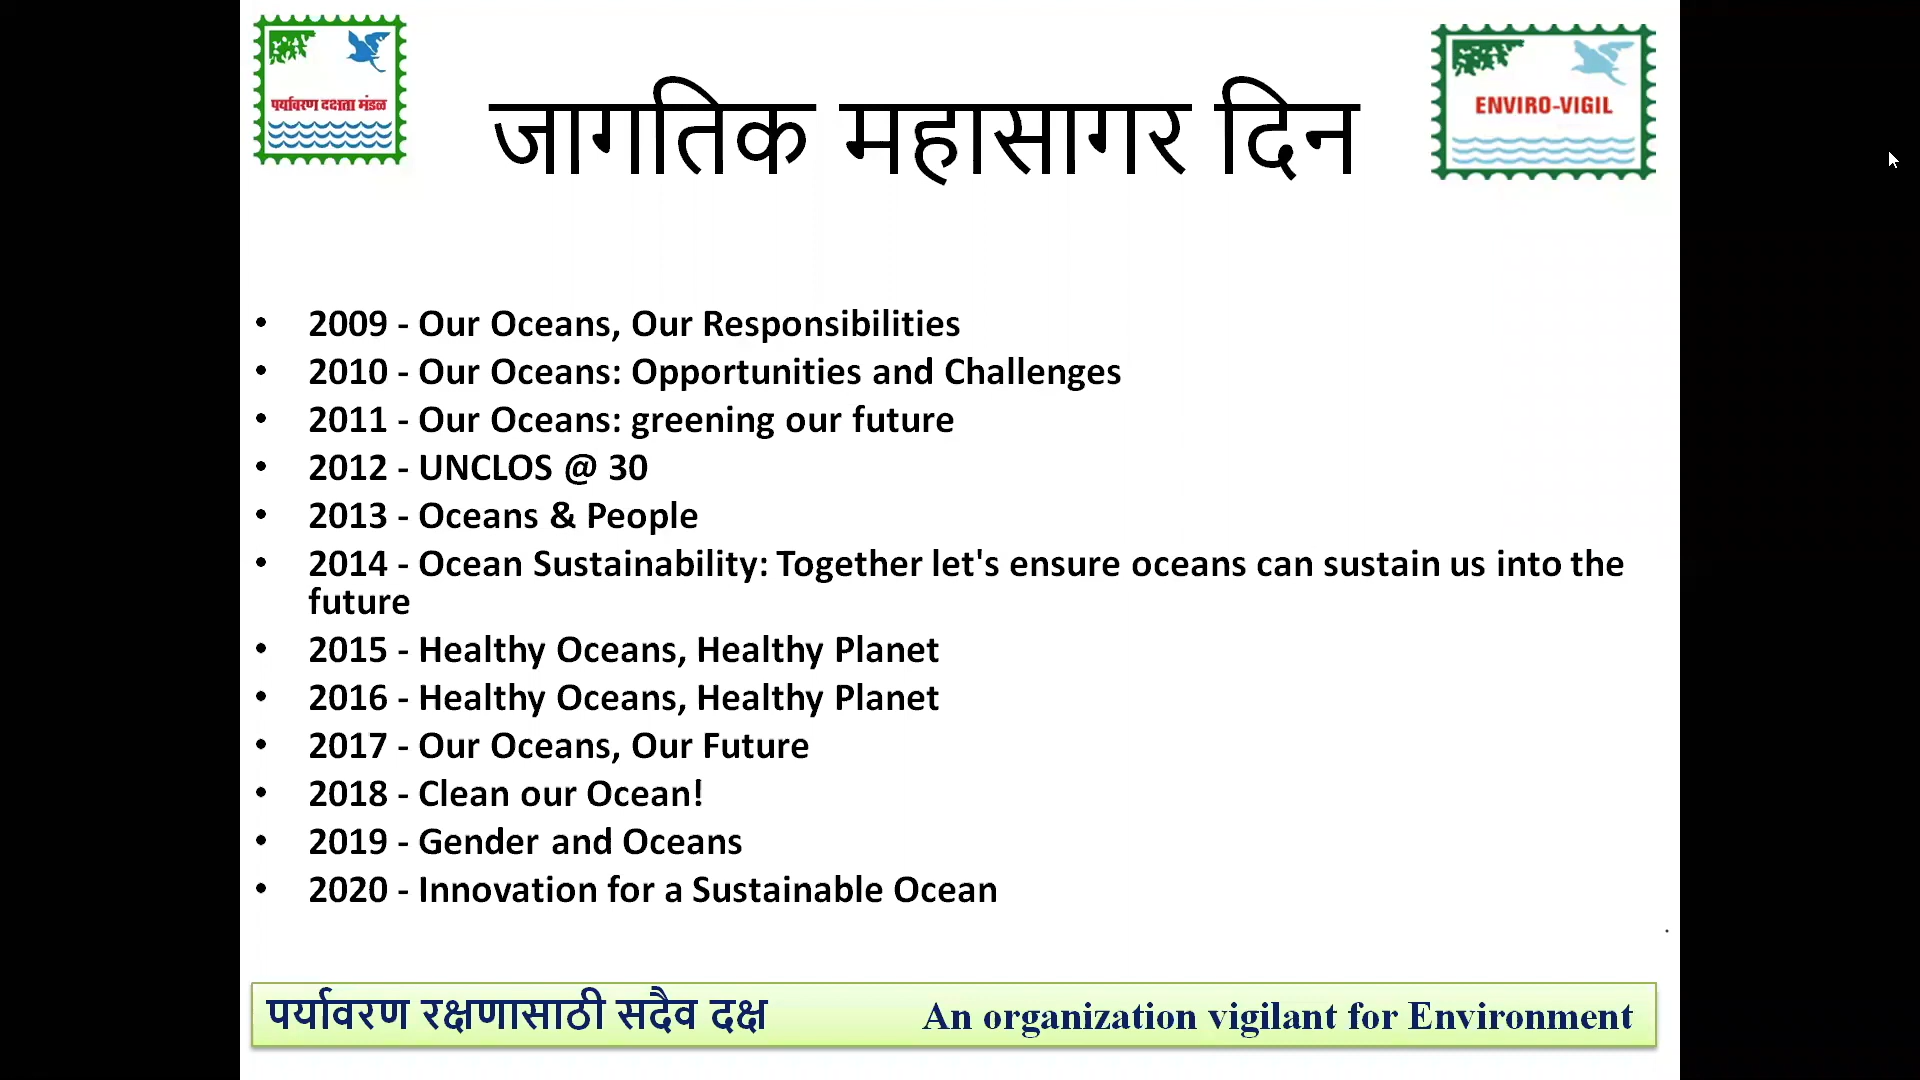 पर्यावरण दक्षता मंडळ
ENVIRO-VIGIL
जागतिक महासागर दिन
• 2009 - Our Oceans, Our Responsibilities
• 2010 - Our Oceans: Opportunities and Challenges
• 2011 - Our Oceans: greening our future
• 2012 - UNCLOS @ 30
• 2013 - Oceans & People
• 2014 - Ocean Sustainability: Together let's ensure oceans can sustain us into the
future
• 2015 - Healthy Oceans, Healthy Planet
• 2016 - Healthy Oceans, Healthy Planet
• 2017 - Our Oceans, Our Future
• 2018 - Clean our Ocean!
• 2019 - Gender and Oceans
• 2020 - Innovation for a Sustainable Ocean
.
पर्यावरण रक्षणासाठी सदैव दक्ष An organization vigilant for Environment